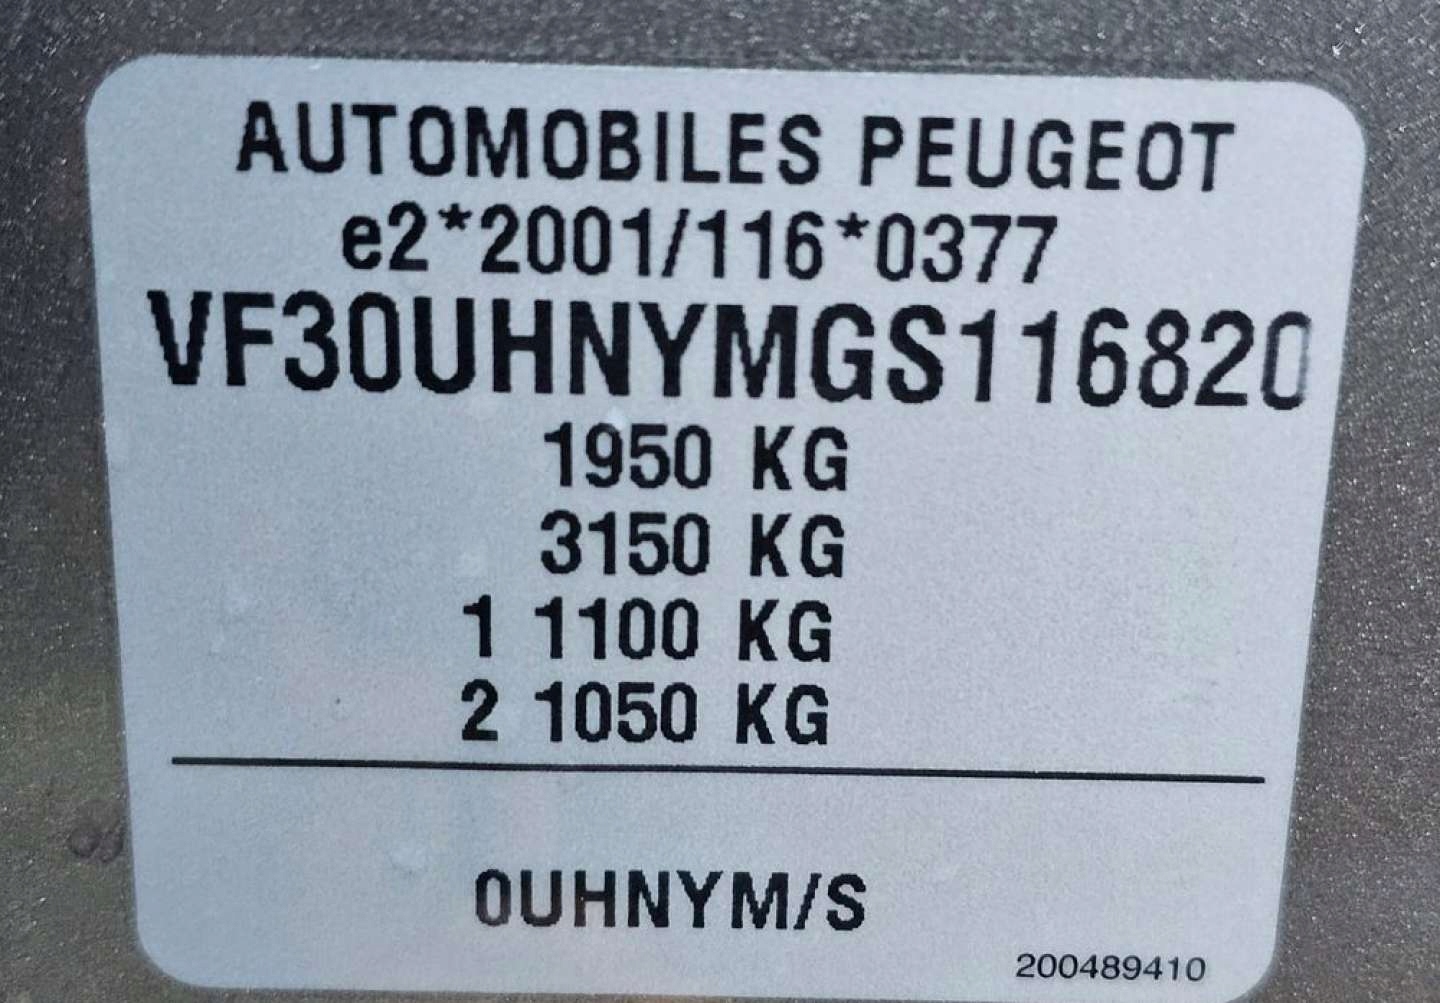 AUTOMOBILES PEUGEOT
e2*2001/116*0377
VF30UHNYMGS116820
1950 KG
3150 KG
1 1100 KG
2 1050 KG
0UHNYM/S
200489410